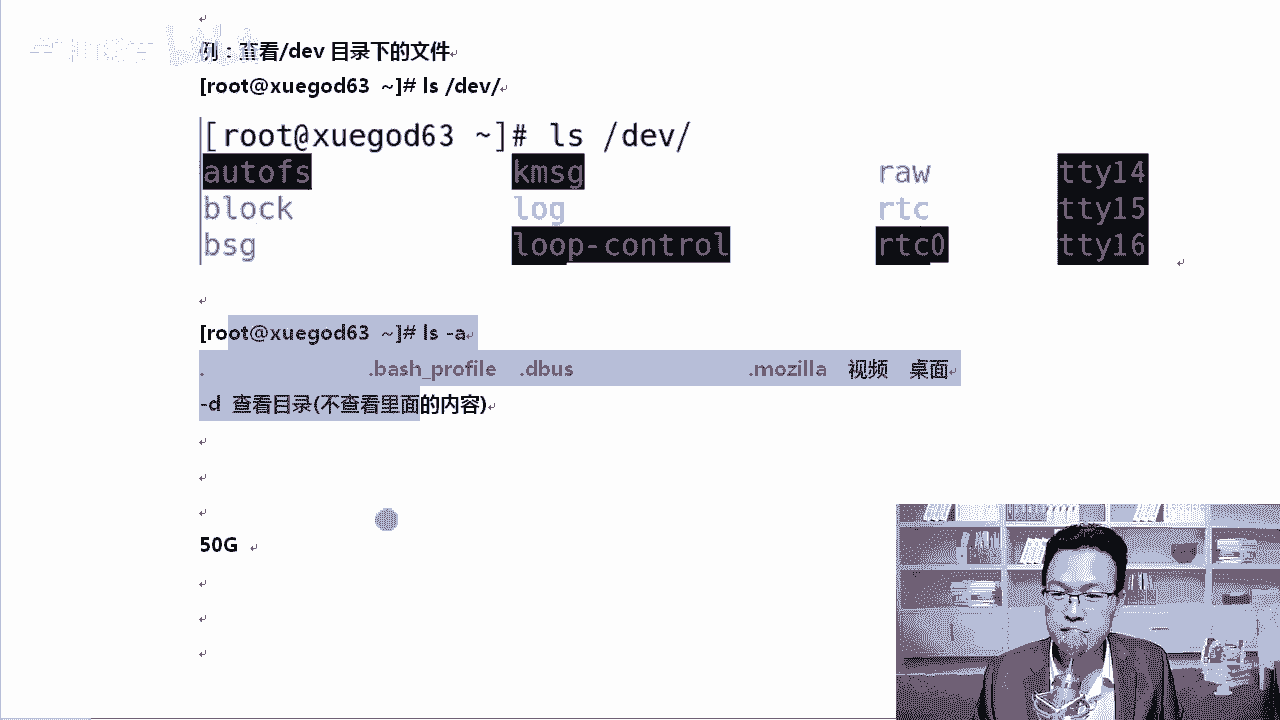 例：查看/dev 目录下的文件
[root@xuegod63 ~]# ls /dev/
[root@xuegod63 ~]# ls /dev/
autofs kmsg raw tty14
block log rtc tty15
bsg loop-control rtc0 tty16
[root@xuegod63 ~]# ls -a
. .bash_profile .dbus .mozilla 视频 桌面
-d 查看目录(不查看里面的内容)
50G